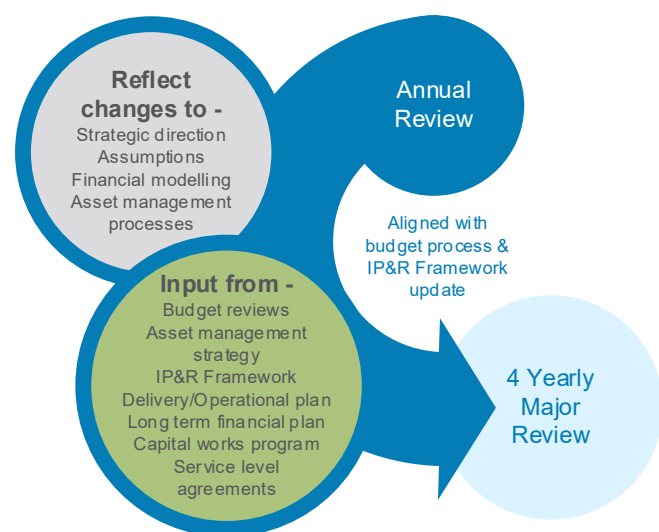 Reflect
changes to -
Strategic direction
Assumptions
Financial modelling
Asset management
processes
Annual
Review
Aligned with
budget process &
IP&R Framework
update
Input from -
Budget reviews
Asset management
strategy
IP&R Framework
Delivery/Operational plan
Long term financial plan
Capital works program
Service level
agreements
4 Yearly
Major
Review